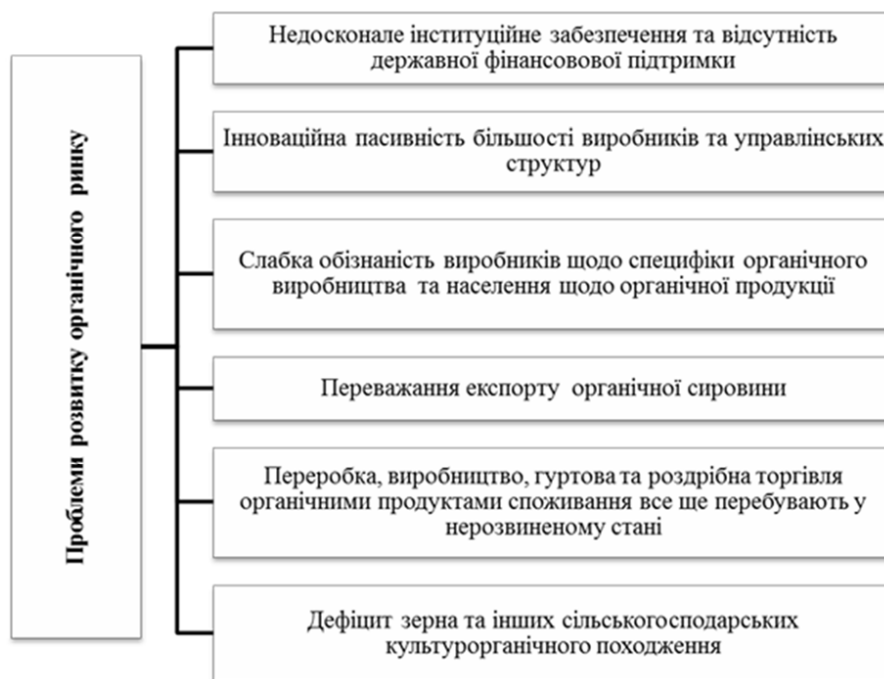 Проблеми розвитку органічного ринку
Недосконале інституційне забезпечення та відсутність
державної фінансовової підтримки
Інноваційна пасивність більшості виробників та управлінських
структур
Слабка обізнаність виробників щодо специфіки органічного
виробництва та населення щодо органічної продукції
Переважання експорту органічної сировини
Переробка, виробництво, гуртова та роздрібна торгівля
органічними продуктами споживання все ще перебувають у
нерозвиненому стані
Дефіцит зерна та інших сільськогосподарських
культурорганічного походження